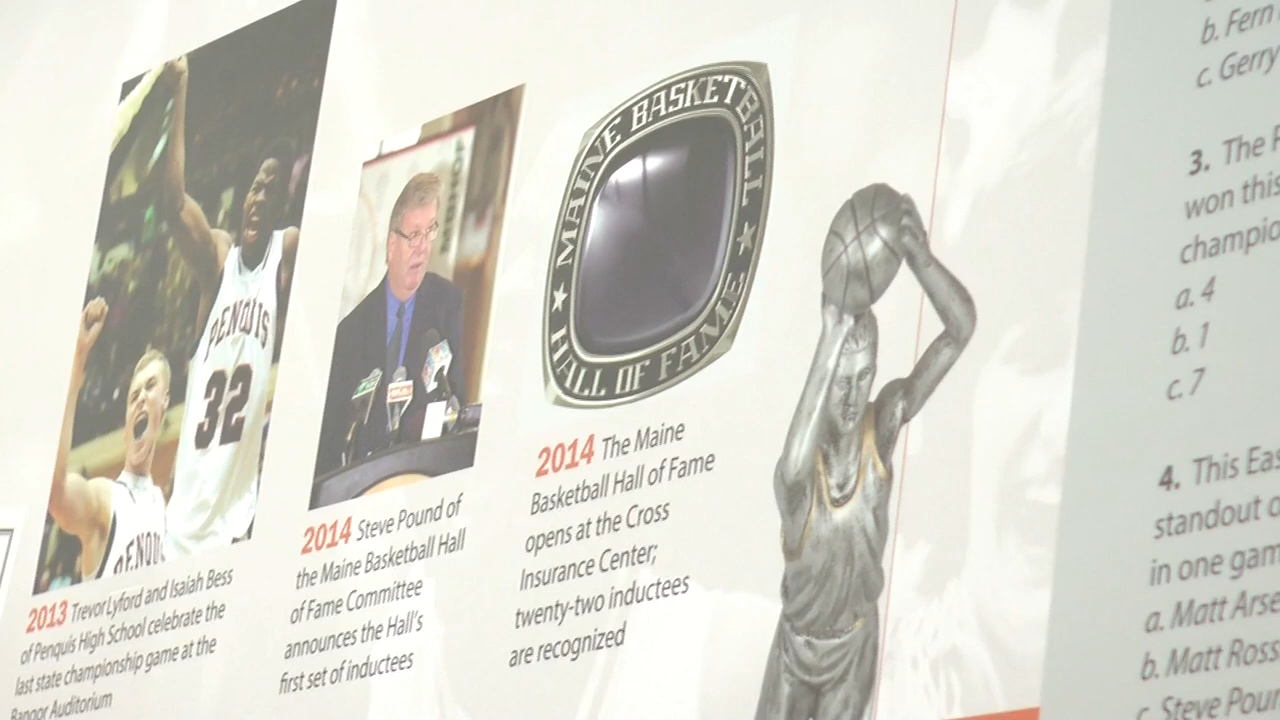 PENQUIS
32
PENQUIS
2013 Trevor Lyford and Isaiah Bess
of Penquis High School celebrate the
last state championship game at the
Bangor Auditorium
2014 Steve Pound of
the Maine Basketball Hall
of Fame Committee
announces the Hall's
first set of inductees
MAINE BASKETBALL
HALL OF FAME
2014 The Maine
Basketball Hall of Fame
opens at the Cross
Insurance Center;
twenty-two inductees
are recognized
b. Fern
c. Gerry
3. The
won this
champio
a. 4
b. 1
c. 7
4. This Eas
standout
in one gam
a. Matt Arse
b. Matt Ross
c. Steve Poun